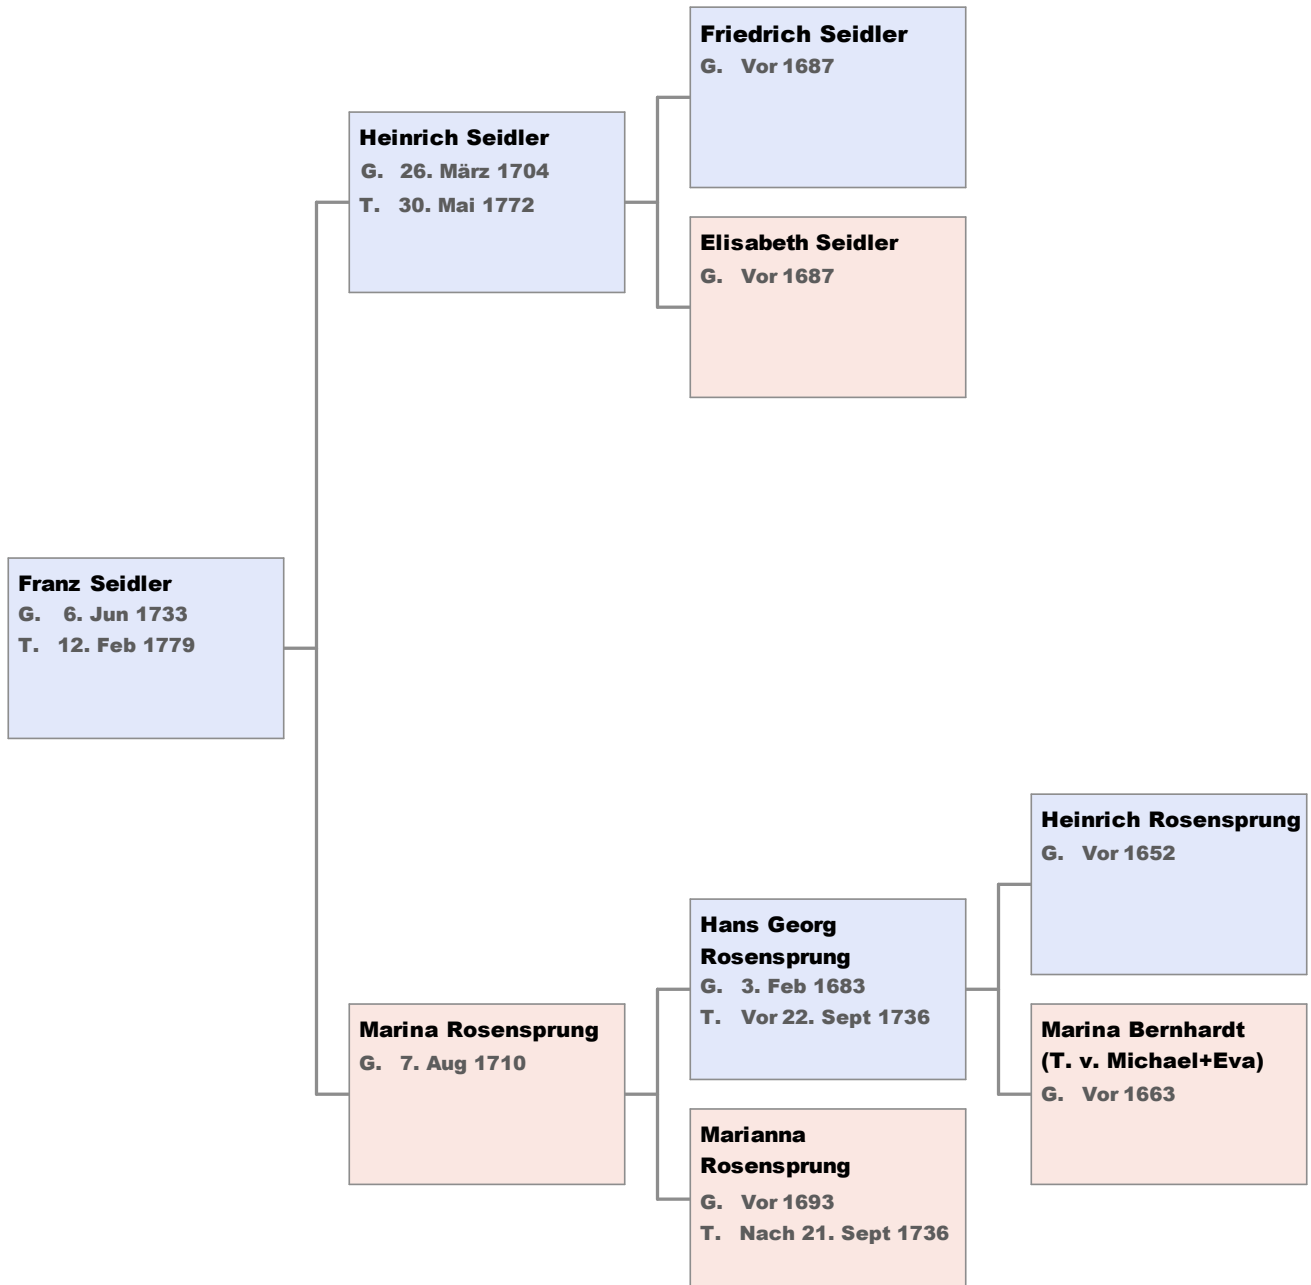 Friedrich Seidler
G. Vor 1687
Heinrich Seidler
G. 26. März 1704
T. 30. Mai 1772
Elisabeth Seidler
G. Vor 1687
Franz Seidler
G. 6. Jun 1733
T. 12. Feb 1779
Heinrich Rosensprung
G. Vor 1652
Hans Georg
Rosensprung
G. 3. Feb 1683
T. Vor 22. Sept 1736
Marina Rosensprung
G. 7. Aug 1710
Marina Bernhardt
(T. v. Michael+Eva)
G. Vor 1663
Marianna
Rosensprung
G. Vor 1693
T. Nach 21. Sept 1736